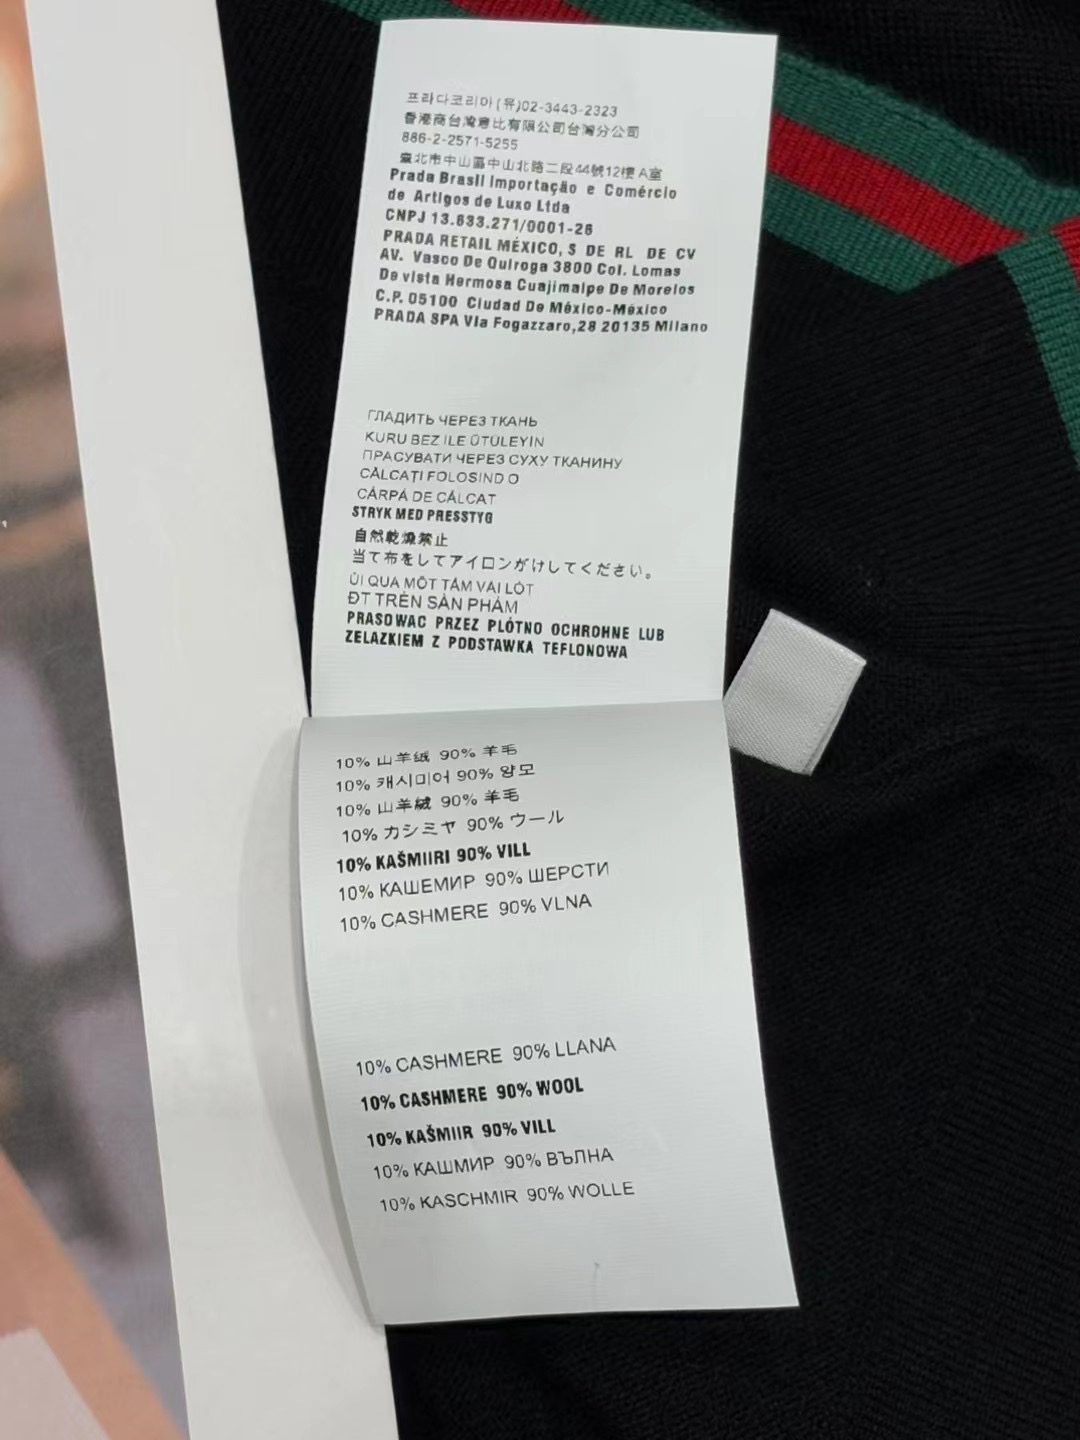 프라다코리아(유)02-3443-2323
香港商台灣意比有限公司台灣分公司
886-2-2571-5255
臺北市中山區中山北路二段44號12樓 A室
Prada Brasil Importação e Comércio
de Artigos de Luxo Ltda
CNPJ 13.633.271/0001-26
PRADA RETAIL MÉXICO, S DE RL DE CV
AV. Vasco De Quiroga 3800 Col. Lomas
De vista Hermosa Cuajimalpe De Morelos
C.P. 05100 Ciudad De México-México
PRADA SPA Via Fogazzaro,28 20135 Milano
ГЛАДИТЬ ЧЕРЕЗ ТКАНЬ
KURU BEZ ILE ÜTÜLEYIN
ПРАСУВАТИ ЧЕРЕЗ СУХУ ТКАНИНУ
CĂLCAȚI FOLOSIND O
CÂRPĂ DE CĂLCAT
STRYK MED PRESSTYG
自然乾燥禁止
当て布をしてアイロンがけしてください。
ỦI QUA MỘT TẤM VẢI LÓT
ĐT TRÊN SẢN PHẨM
PRASOWAC PRZEZ PLÓTNO OCHROHNE LUB
ZELAZKIEM Z PODSTAWKA TEFLONOWA
10% 山羊绒 90% 羊毛
10% 캐시미어 90% 양모
10% 山羊絨 90% 羊毛
10% カシミヤ 90% ウール
10% KAŠMIIRI 90% VILL
10% КАШЕМИР 90% ШЕРСТИ
10% CASHMERE 90% VLNA
10% CASHMERE 90% LLANA
10% CASHMERE 90% WOOL
10% KAŠMIIR 90% VILL
10% КАШМИР 90% ВЪЛНА
10% KASCHMIR 90% WOLLE